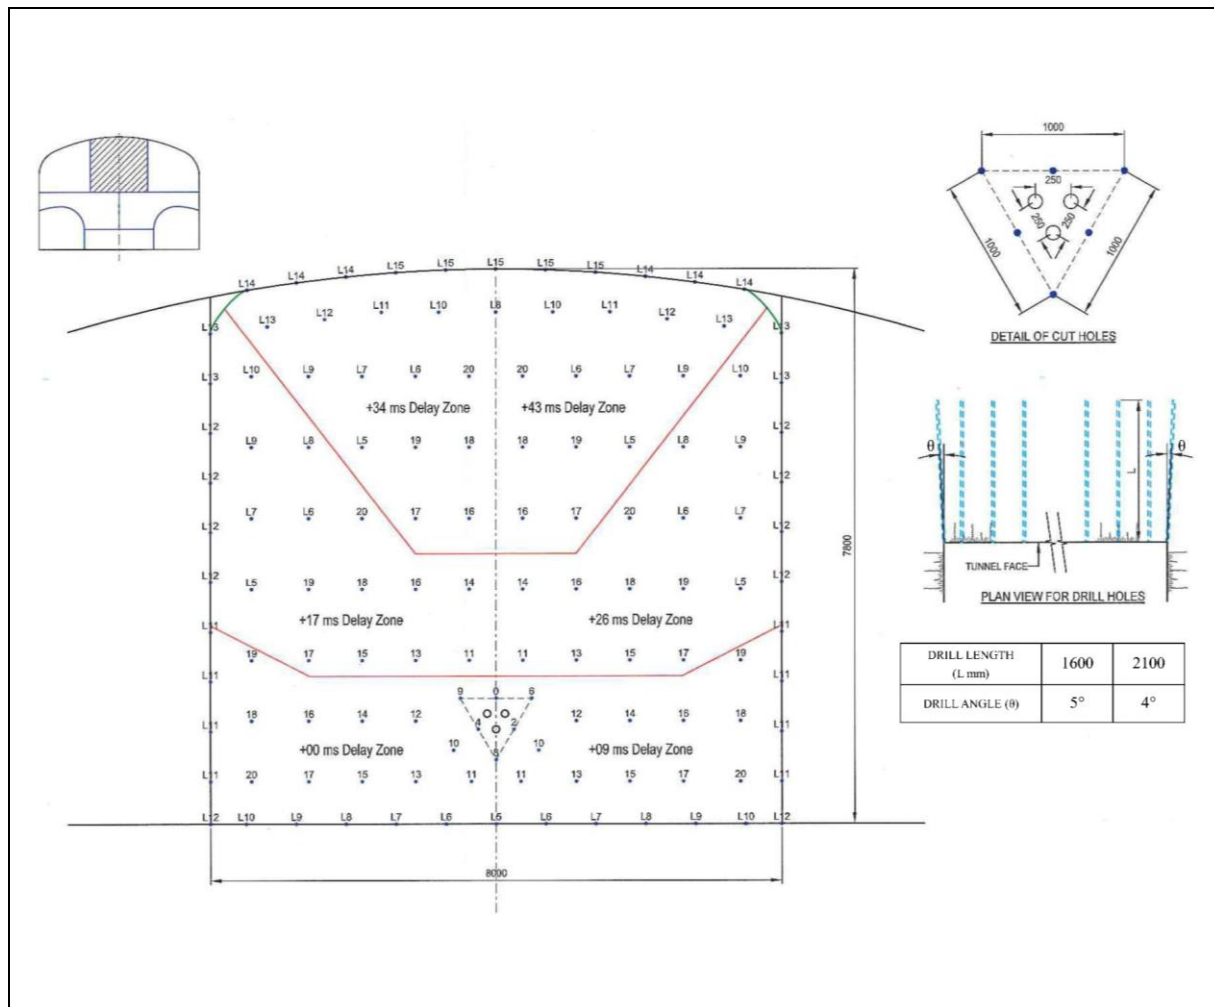 1000
250
250
250
1000
1000
DETAIL OF CUT HOLES
L14 L14 L14 L15 L15 L15 L15 L15 L14 L14 L14
L13 L13 L12 L11 L10 L8 L10 L11 L12 L13 L13
L13 L10 L9 L7 L6 20 20 L6 L7 L9 L10 L13
+34 ms Delay Zone +43 ms Delay Zone
L12 L9 L8 L5 19 18 18 19 L5 L8 L9 L12
L12 L12
L12 L7 L6 20 17 16 16 17 20 L6 L7 L12
7800
L12 L5 19 18 16 14 14 16 18 19 L5 L12
+17 ms Delay Zone +26 ms Delay Zone
L11 L11
19 17 15 13 11 11 13 15 17 19
L11 L11
9 0 6
L11 18 16 14 12 4 2 12 14 16 18 L11
+00 ms Delay Zone 10 10 +09 ms Delay Zone
L11 20 17 15 13 11 11 13 15 17 20 L11
L12 L10 L9 L8 L7 L6 L5 L6 L7 L8 L9 L10 L12
8000
θ θ
L
TUNNEL FACE
PLAN VIEW FOR DRILL HOLES
DRILL LENGTH
(L mm) 1600 2100
DRILL ANGLE (θ) 5° 4°